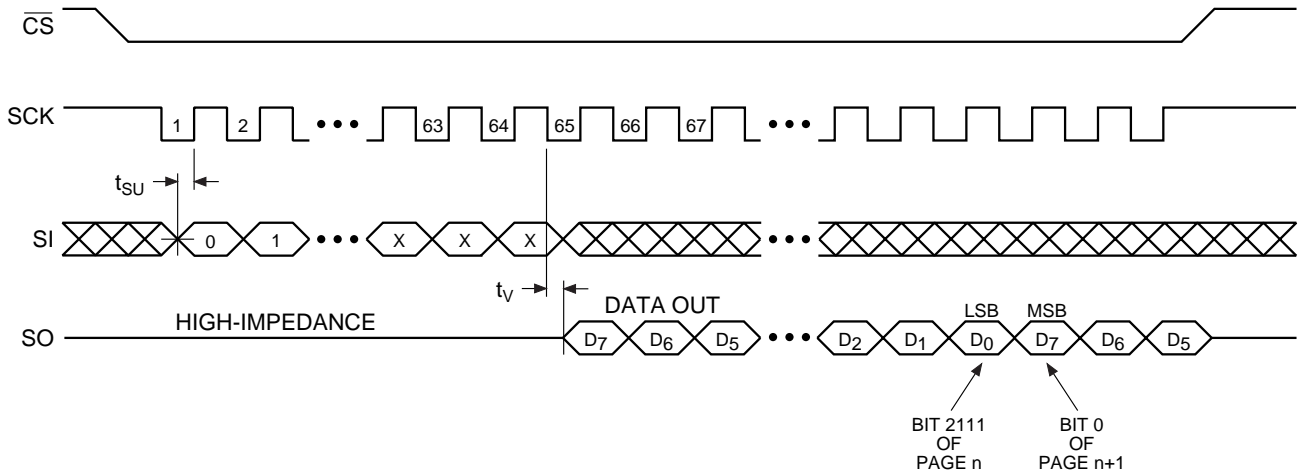 CS
SCK 1 2 ••• 63 64 65 66 67 •••
tSU
SI 0 1 ••• X X X •••
tV
HIGH-IMPEDANCE DATA OUT LSB MSB
SO D7 D6 D5 ••• D2 D1 D0 D7 D6 D5
BIT 2111
OF
PAGE n
BIT 0
OF
PAGE n+1